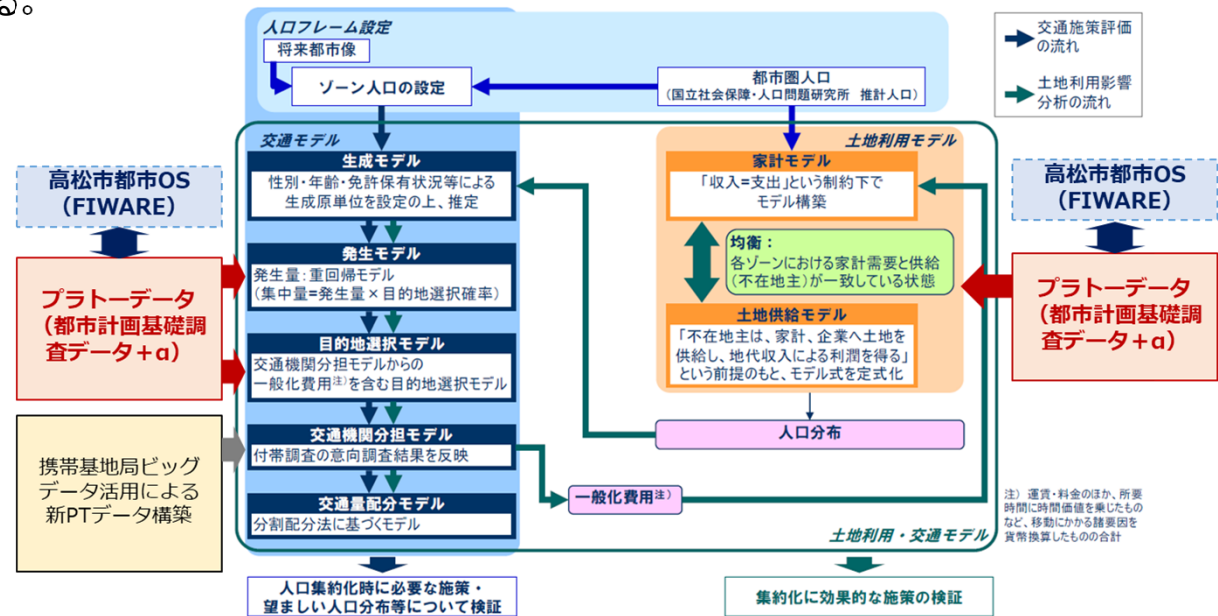 る。
人口フレーム設定
将来都市像
ゾーン人口の設定
都市圏人口
（国立社会保障・人口問題研究所　推計人口）
交通施策評価
の流れ
土地利用影響
分析の流れ
交通モデル
生成モデル
性別・年齢・免許保有状況等による
生成原単位を設定の上、推定
発生モデル
発生量：重回帰モデル
（集中量=発生量×目的地選択確率）
目的地選択モデル
交通機関分担モデルからの
一般化費用注）を含む目的地選択モデル
交通機関分担モデル
付帯調査の意向調査結果を反映
交通量配分モデル
分割配分法に基づくモデル
土地利用モデル
家計モデル
「収入=支出」という制約下で
モデル構築
均衡：
各ゾーンにおける家計需要と供給
（不在地主）が一致している状態
土地供給モデル
「不在地主は、家計、企業へ土地を
供給し、地代収入による利潤を得る」
という前提のもと、モデル式を定式化
人口分布
一般化費用注）
土地利用・交通モデル
高松市都市OS
（FIWARE）
プラトーデータ
（都市計画基礎調
査データ＋α）
携帯基地局ビッグ
データ活用による
新PTデータ構築
高松市都市OS
（FIWARE）
プラトーデータ
（都市計画基礎調
査データ＋α）
注）運賃・料金のほか、所要
時間に時間価値を乗じたもの
など、移動にかかる諸要因を
貨幣換算したものの合計
人口集約化時に必要な施策・
望ましい人口分布等について検証
集約化に効果的な施策の検証